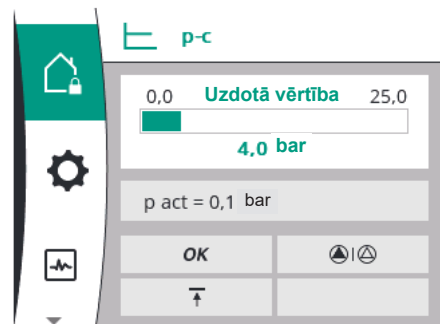 p-c
0,0 Uzdotā vērtība 25,0
4,0 bar
p act = 0,1 bar
OK